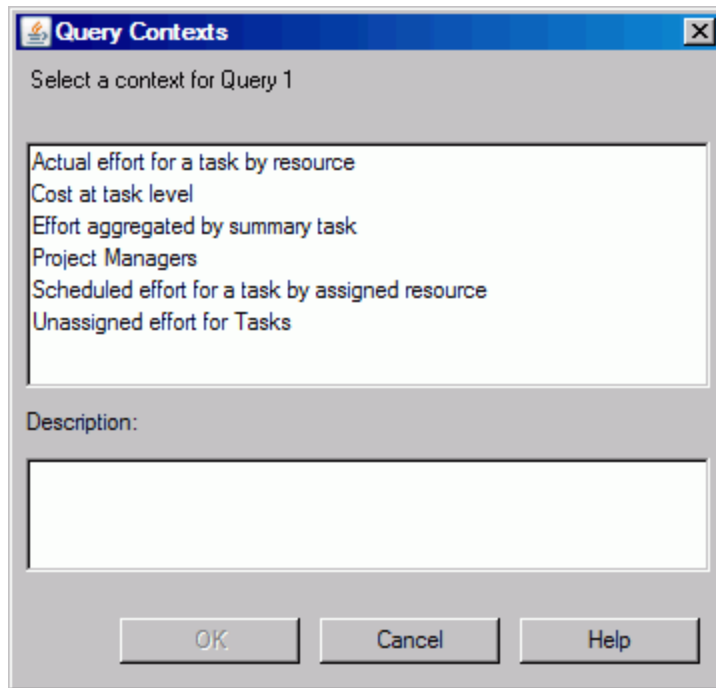 Query Contexts
Select a context for Query 1
Actual effort for a task by resource
Cost at task level
Effort aggregated by summary task
Project Managers
Scheduled effort for a task by assigned resource
Unassigned effort for Tasks
Description:
OK Cancel Help